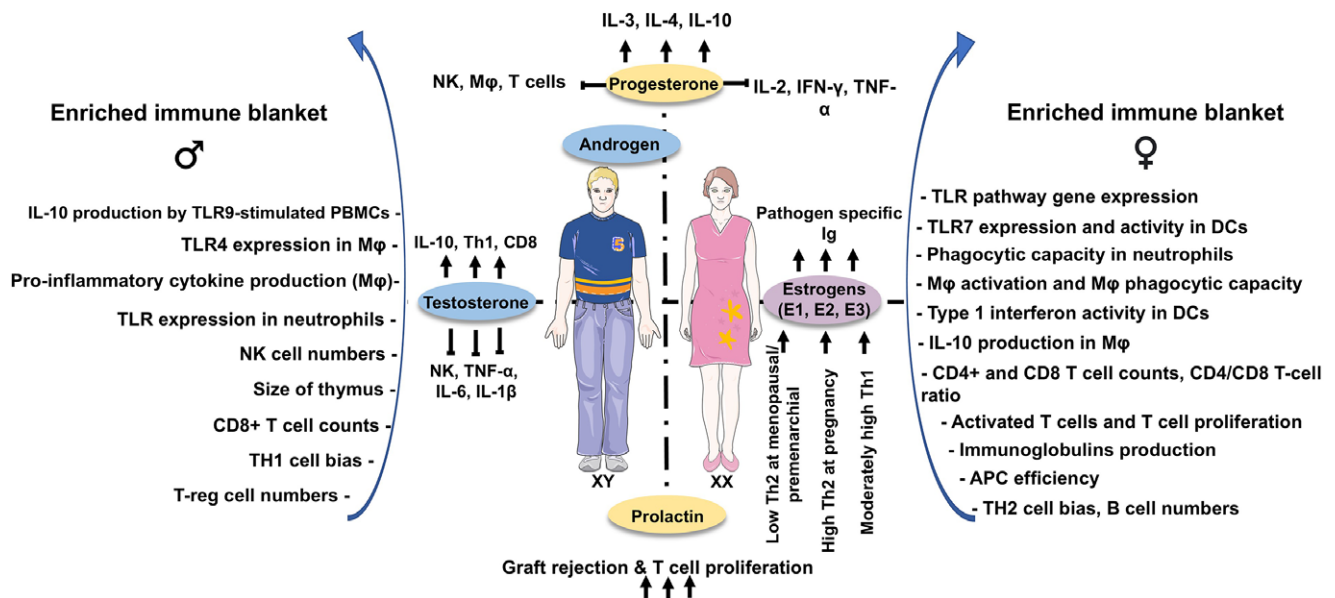 IL-3, IL-4, IL-10
NK, Mφ, T cells
Progesterone
IL-2, IFN-γ, TNF-
α
Enriched immune blanket
♂
IL-10 production by TLR9-stimulated PBMCs -
TLR4 expression in Mφ -
Pro-inflammatory cytokine production (Mφ)-
TLR expression in neutrophils -
NK cell numbers -
Size of thymus -
CD8+ T cell counts -
TH1 cell bias -
T-reg cell numbers -
Androgen
IL-10, Th1, CD8
Testosterone
NK, TNF-α,
IL-6, IL-1β
5
XY
XX
Pathogen specific
Ig
Estrogens
(E1, E2, E3)
Low Th2 at menopausal/
premenarchial
High Th2 at pregnancy
Moderately high Th1
Prolactin
Graft rejection & T cell proliferation
Enriched immune blanket
♀
- TLR pathway gene expression
- TLR7 expression and activity in DCs
- Phagocytic capacity in neutrophils
- Mφ activation and Mφ phagocytic capacity
- Type 1 interferon activity in DCs
- IL-10 production in Mφ
- CD4+ and CD8 T cell counts, CD4/CD8 T-cell
ratio
- Activated T cells and T cell proliferation
- Immunoglobulins production
- APC efficiency
- TH2 cell bias, B cell numbers